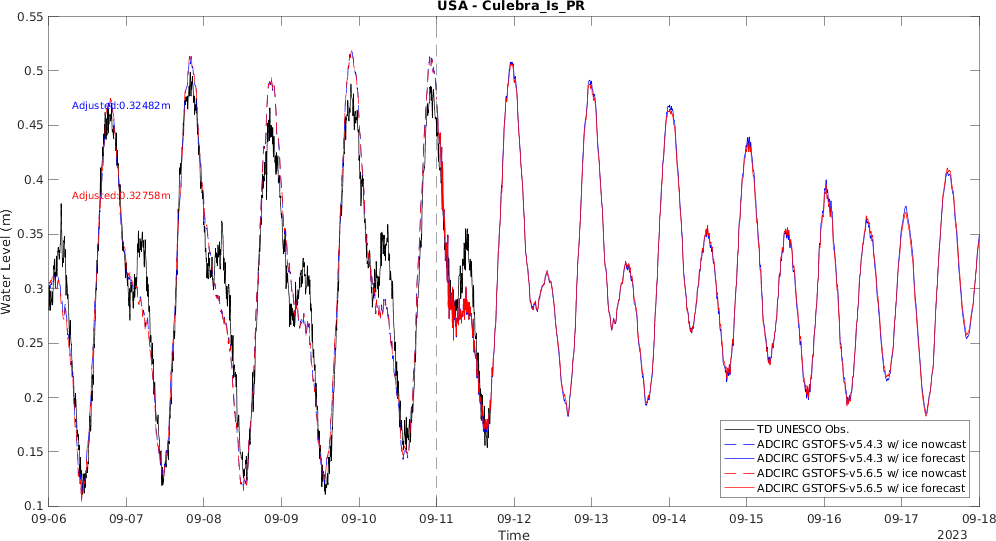 USA - Culebra_Is_PR
0.55
0.5
0.45
0.4
0.35
0.3
0.25
0.2
0.15
0.1
Water Level (m)
Adjusted:0.32482m
Adjusted:0.32758m
TD UNESCO Obs.
ADCIRC GSTOFS-v5.4.3 w/ ice nowcast
ADCIRC GSTOFS-v5.4.3 w/ ice forecast
ADCIRC GSTOFS-v5.6.5 w/ ice nowcast
ADCIRC GSTOFS-v5.6.5 w/ ice forecast
09-06 09-07 09-08 09-09 09-10 09-11 09-12 09-13 09-14 09-15 09-16 09-17 09-18
Time
2023